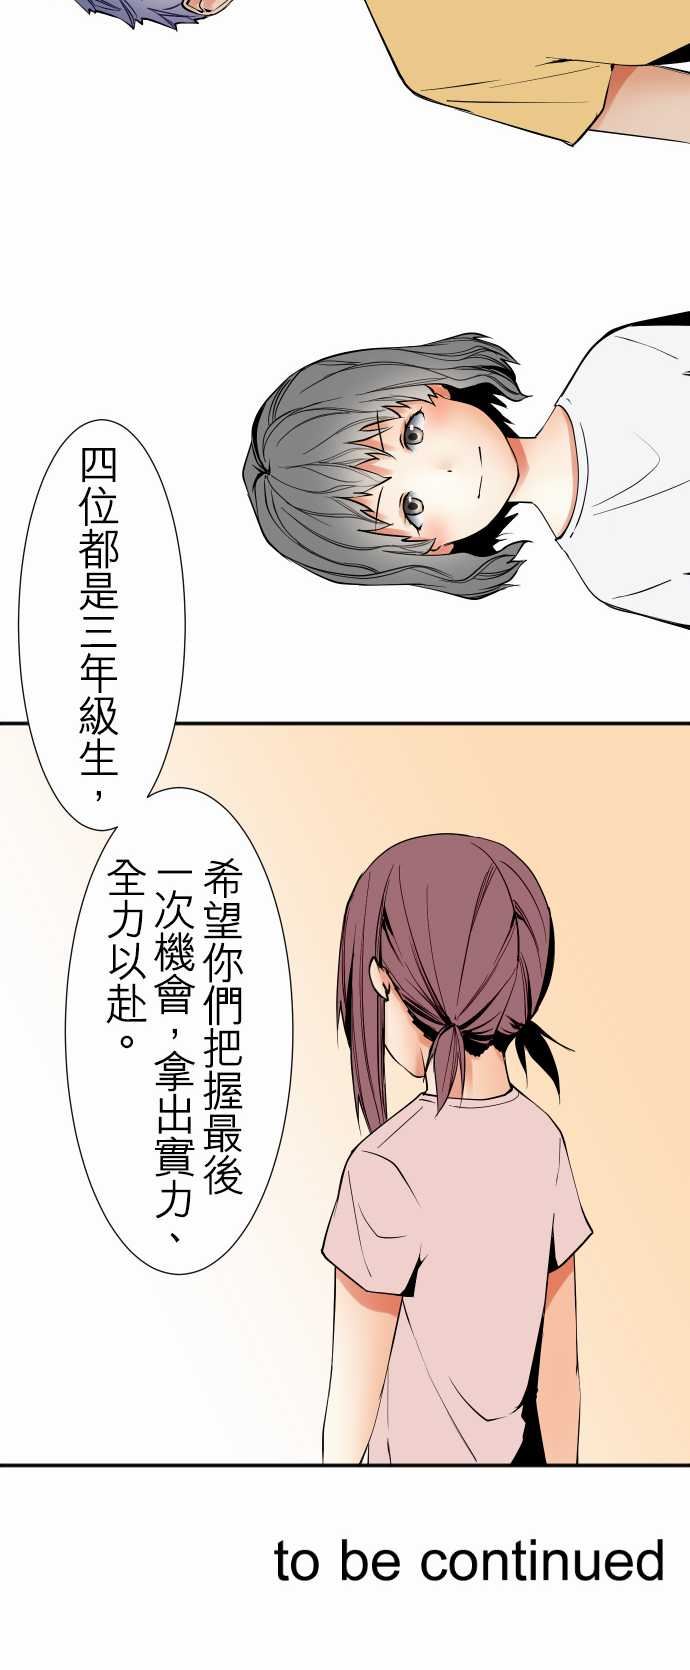 四位都是三年級生，
希望你們把握最後
一次機會，拿出實力、
全力以赴。
to be continued